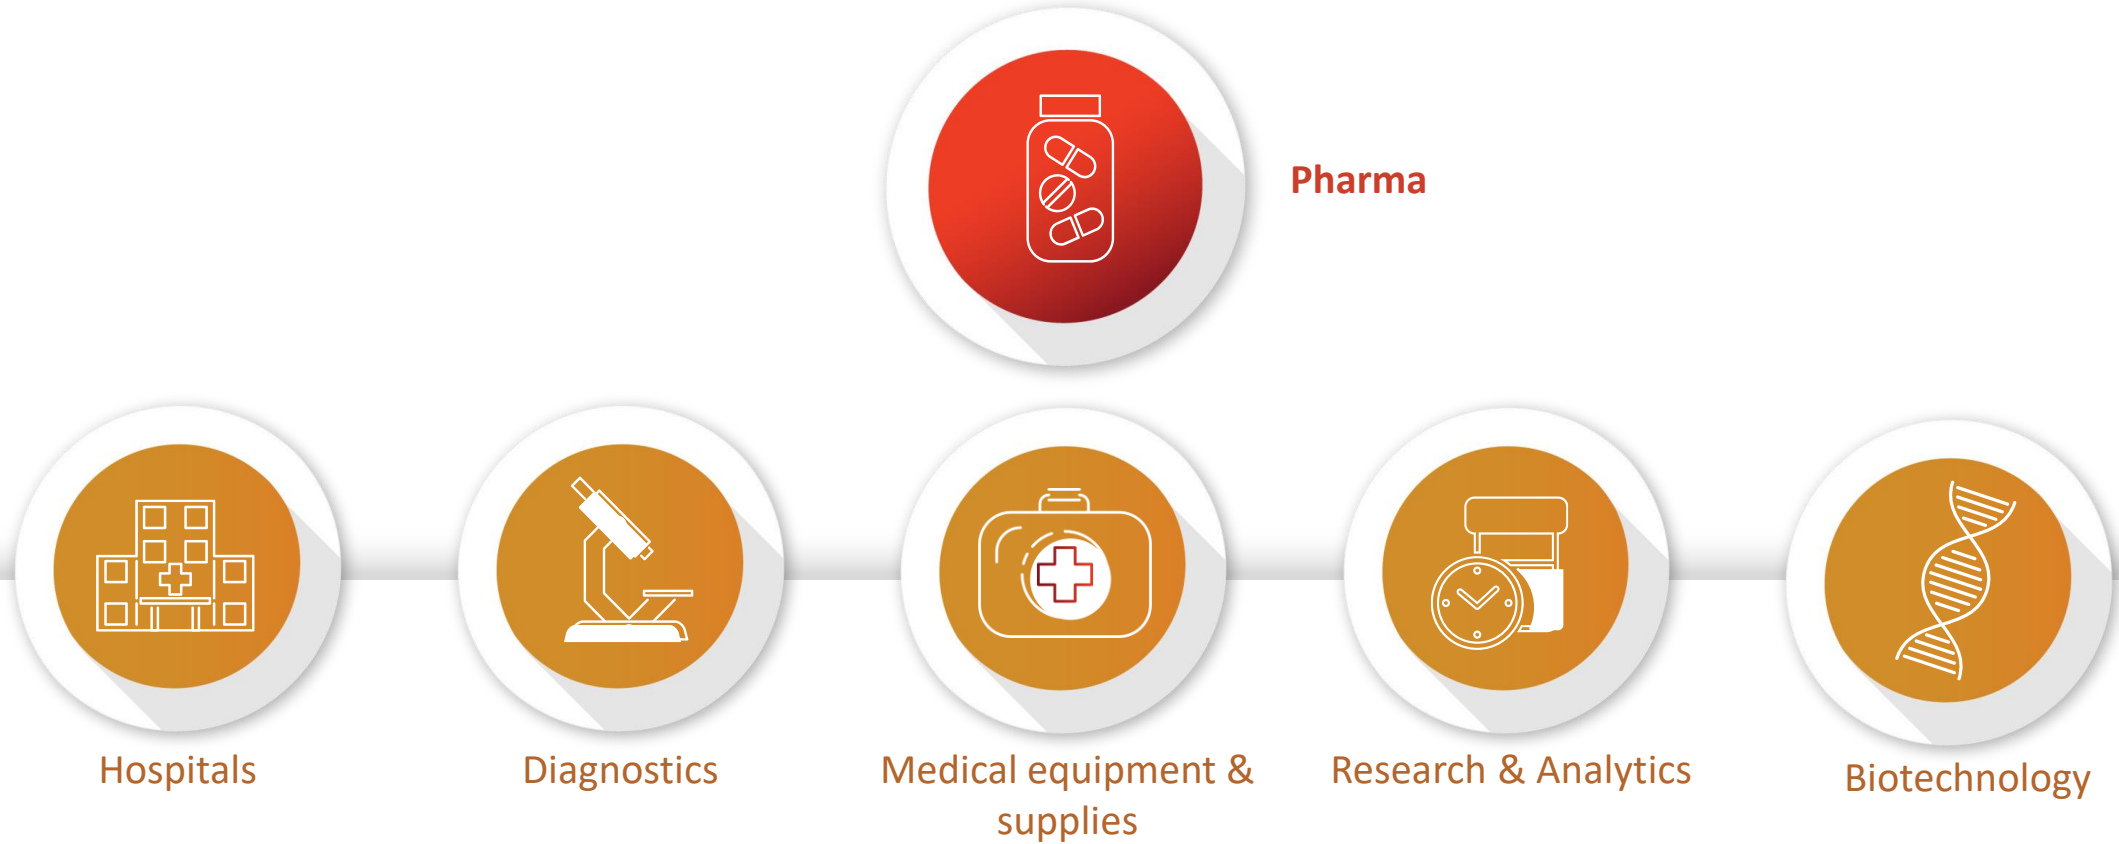 Pharma
Hospitals
Diagnostics
Medical equipment &
supplies
Research & Analytics
Biotechnology